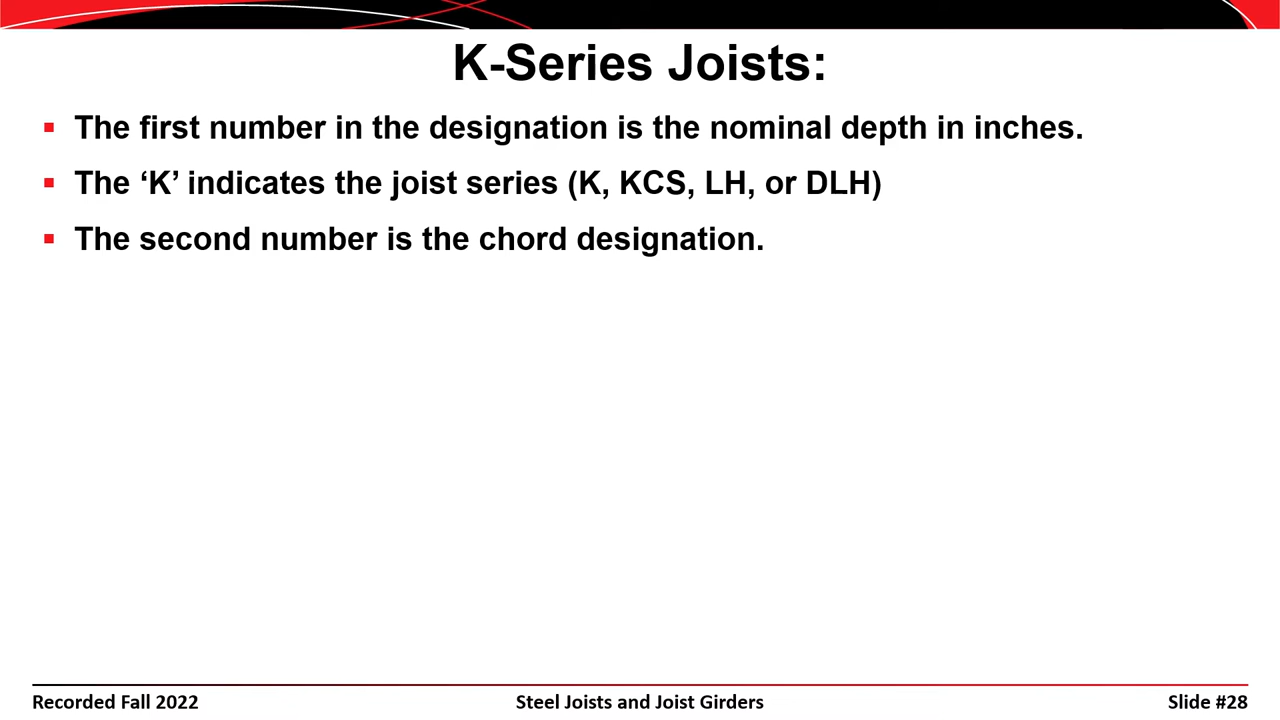 K-Series Joists:
The first number in the designation is the nominal depth in inches.
The ‘K’ indicates the joist series (K, KCS, LH, or DLH)
The second number is the chord designation.
Recorded Fall 2022
Steel Joists and Joist Girders
Slide #28